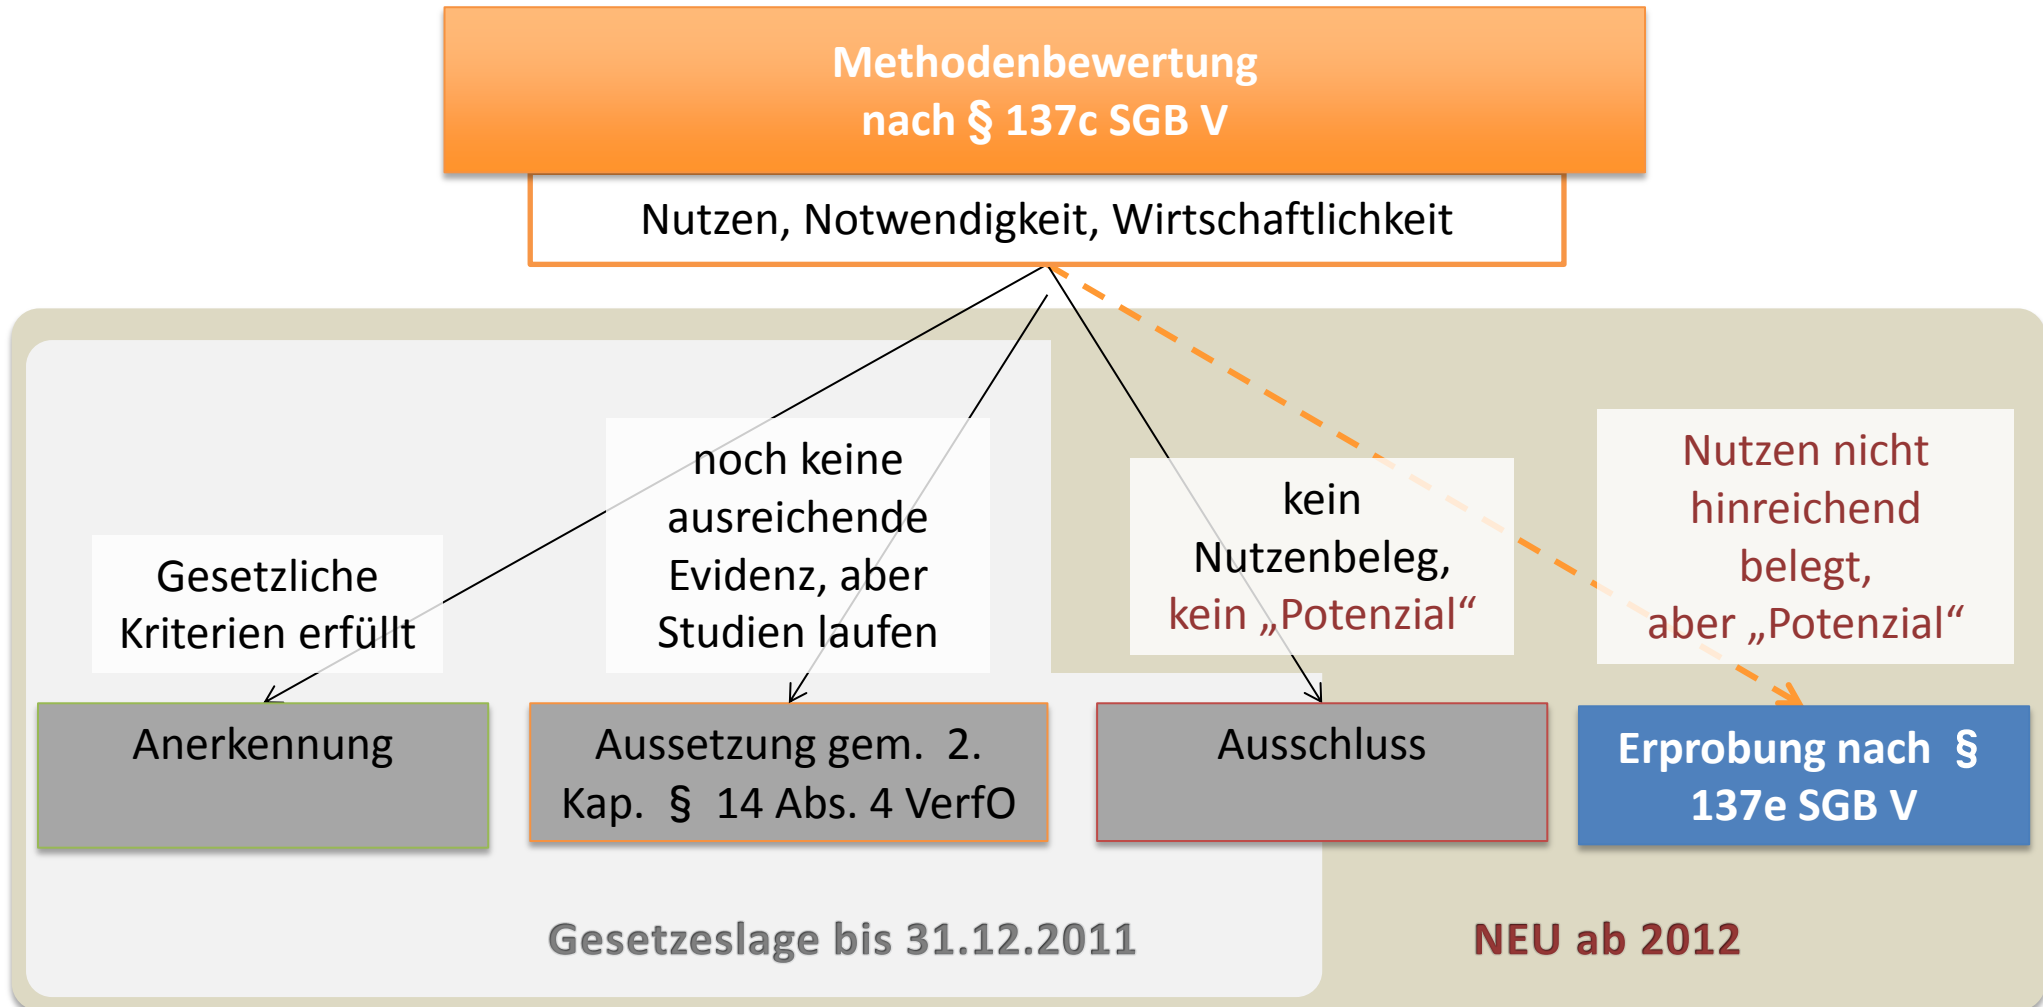 Methodenbewertung
nach § 137c SGB V
Nutzen, Notwendigkeit, Wirtschaftlichkeit
Gesetzliche
Kriterien erfüllt
noch keine
ausreichende
Evidenz, aber
Studien laufen
kein
Nutzenbeleg,
kein „Potenzial“
Nutzen nicht
hinreichend
belegt,
aber „Potenzial“
Anerkennung
Aussetzung gem. 2.
Kap. § 14 Abs. 4 VerfO
Ausschluss
Erprobung nach §
137e SGB V
Gesetzeslage bis 31.12.2011
NEU ab 2012